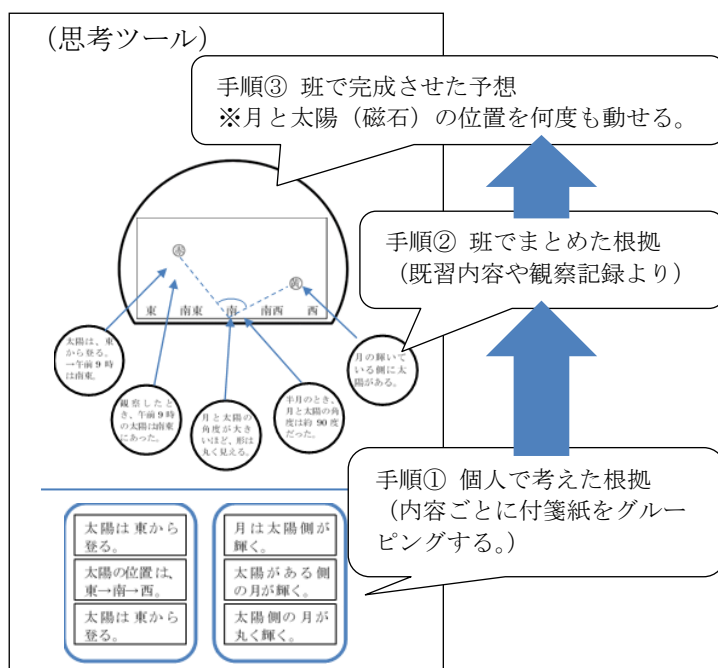 （思考ツール）
手順③ 班で完成させた予想
※月と太陽（磁石）の位置を何度も動せる。
手順② 班でまとめた根拠
（既習内容や観察記録より）
東 南東 南 南西 西
太陽は、東
から登る。
→午前９時
は南東。
観察したと
き、午前９時
の太陽は南東
にあった。
月と太陽の
角度が大き
いほど、形は
丸く見える。
半月のとき、
月と太陽の角
度は約 90 度
だった。
月の輝いて
いる側に太
陽がある。
手順① 個人で考えた根拠
（内容ごとに付箋紙をグルー
ピングする。）
太陽は東から
登る。
太陽の位置は、
東→南→西。
太陽は東から
登る。
月は太陽側が
輝く。
太陽がある側
の月が輝く。
太陽側の月が
丸く輝く。